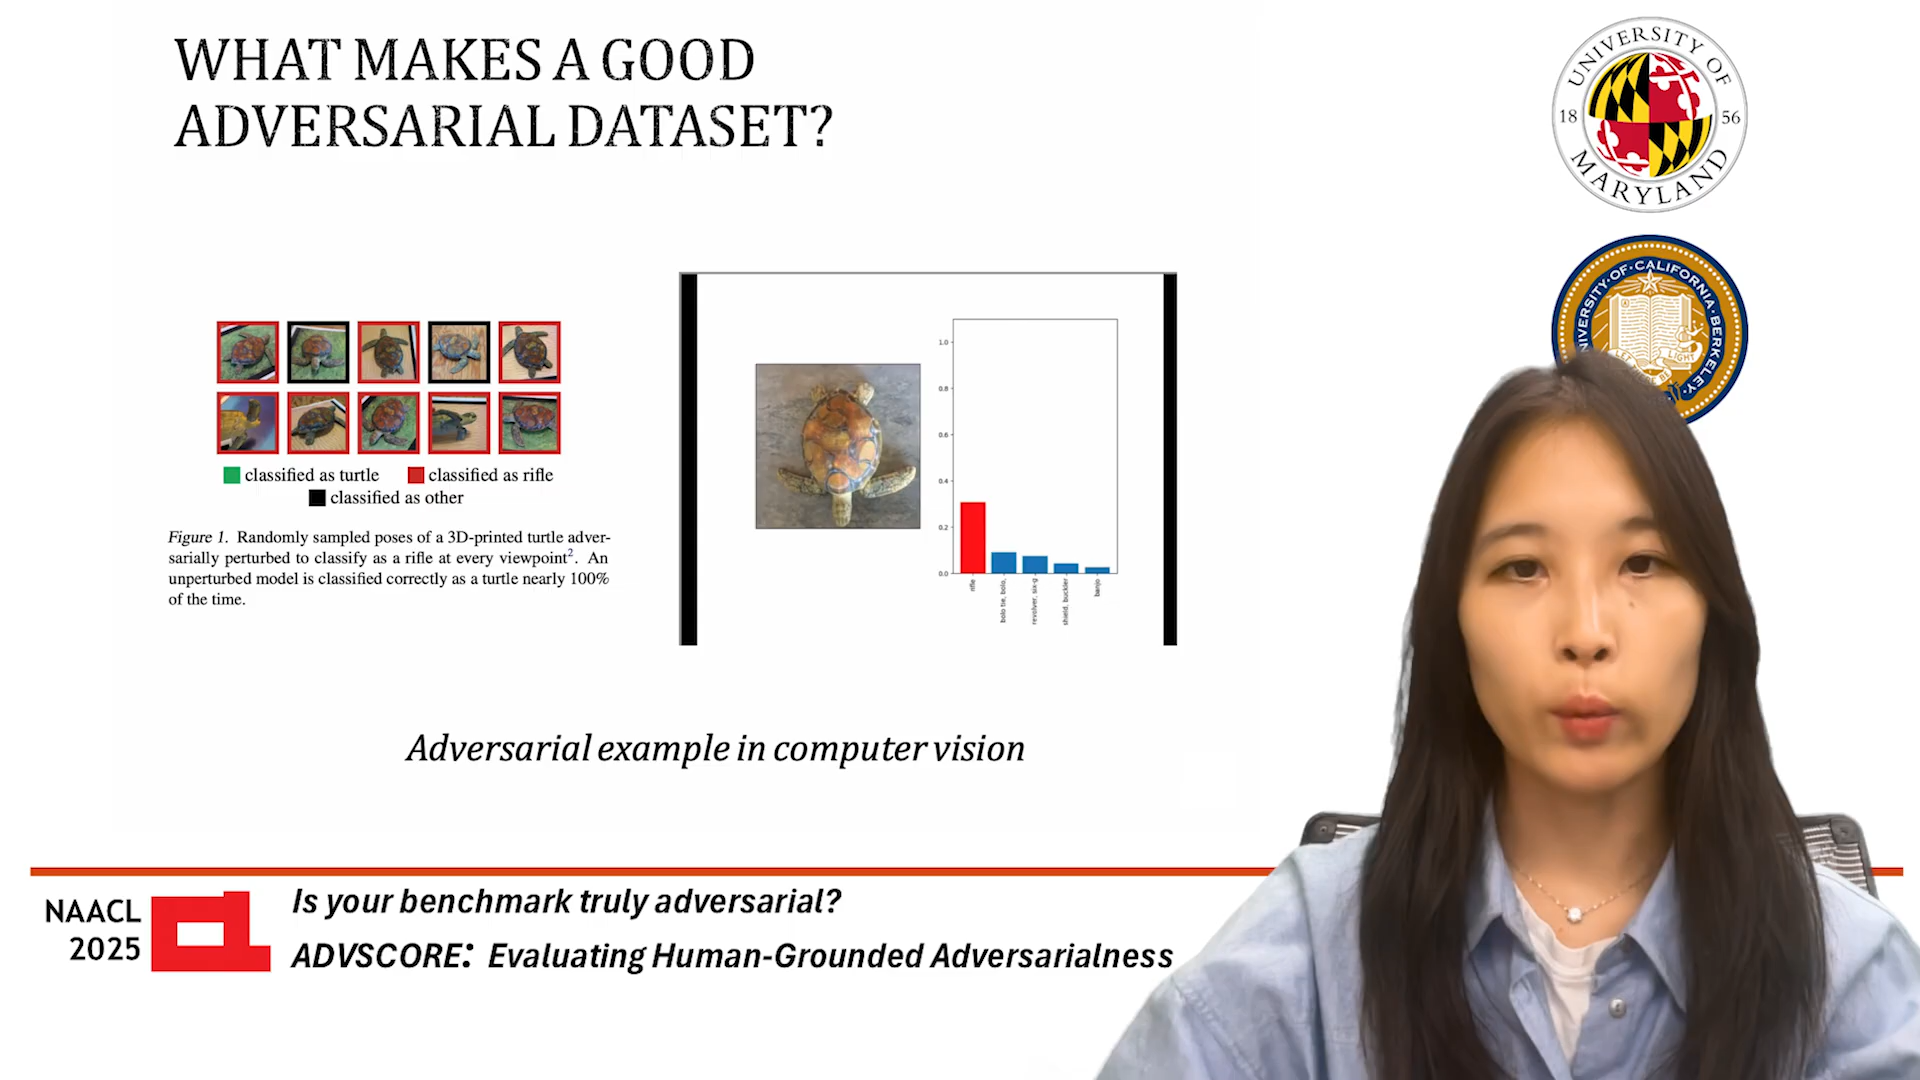 WHAT MAKES A GOOD
ADVERSARIAL DATASET?
UNIVERSITY OF
MARYLAND
18 56
UNIVERSITY·OF·CALIFORNIA·BERKELEY
LIGHT
classified as turtle classified as rifle
classified as other
Figure 1. Randomly sampled poses of a 3D-printed turtle adver-
sarially perturbed to classify as a rifle at every viewpoint². An
unperturbed model is classified correctly as a turtle nearly 100%
of the time.
1.0
0.8
0.6
0.4
0.2
0.0
rifle
bolo tie, bolo,
revolver, six-g
shield, buckler
banjo
Adversarial example in computer vision
NAACL
2025
Is your benchmark truly adversarial?
ADVSCORE: Evaluating Human-Grounded Adversarialness